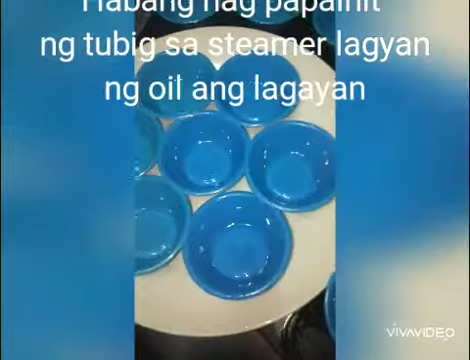 Habang nag papainit
ng tubig sa steamer lagyan
ng oil ang lagayan
VIVAVIDEO